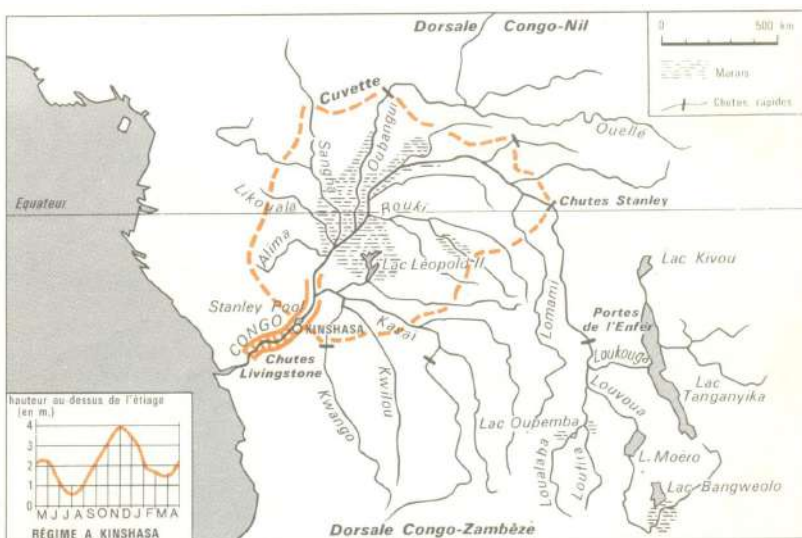 Dorsale Congo-Nil
0 500 km
Marais
Chutes, rapides
Cuvette
Ouellé
Oubangui
Sangha
Likouala
Rouki
Equateur
Chutes Stanley
Alima
Lac Léopold II
Lac Kivou
Stanley Pool
CONGO
KINSHASA
Kasaï
Lomami
Portes
de l'Enfer
Chutes
Livingstone
Loukouga
Kwango
Kwilou
Louvoua
Lac
Tanganyika
Lac Oupemba
Loualaba
Loufira
L. Moëro
Lac Bangweolo
Dorsale Congo-Zambèze
hauteur au-dessus de l'étiage
(en m.)
4
3
2
1
0
M J J A S O N D J F M A
RÉGIME A KINSHASA